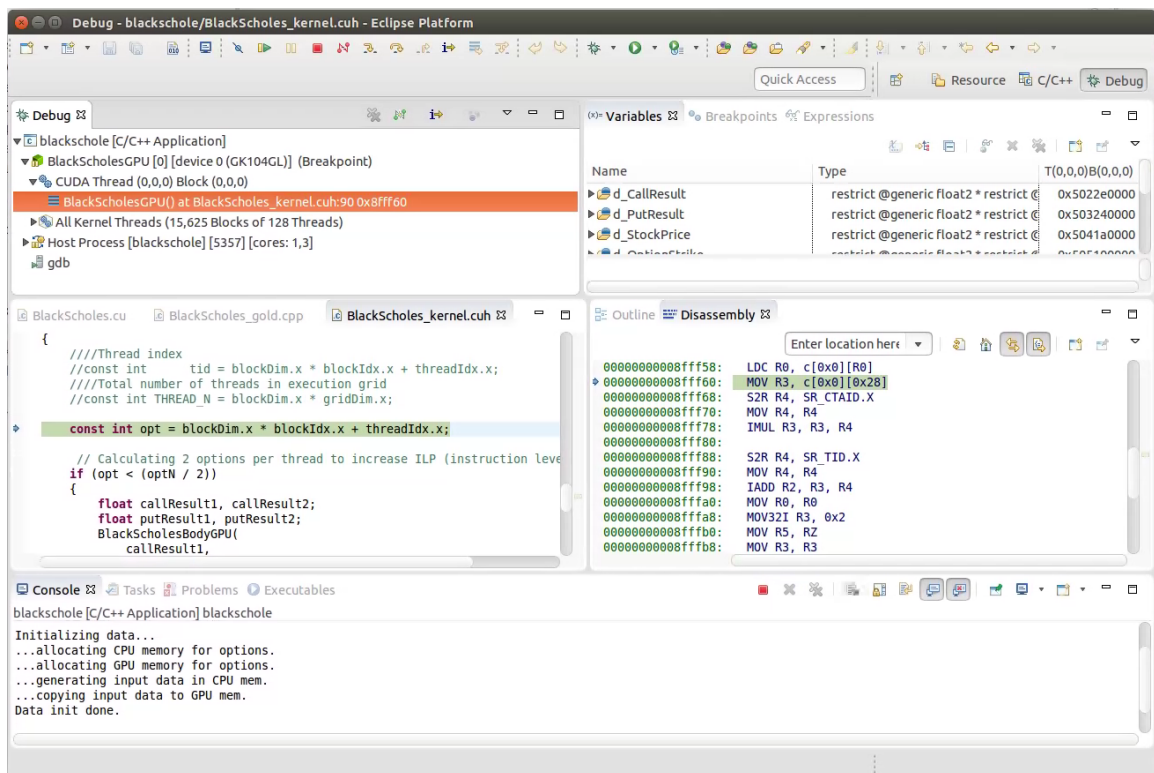 Debug - blackschole/BlackScholes_kernel.cuh - Eclipse Platform
Quick Access
Resource
C/C++
Debug
Debug
blackschole [C/C++ Application]
BlackScholesGPU [0] [device 0 (GK104GL)] (Breakpoint)
CUDA Thread (0,0,0) Block (0,0,0)
BlackScholesGPU() at BlackScholes_kernel.cuh:90 0x8fff60
All Kernel Threads (15,625 Blocks of 128 Threads)
Host Process [blackschole] [5357] [cores: 1,3]
gdb
(x)= Variables Breakpoints Expressions
Name Type T(0,0,0)B(0,0,0)
d_CallResult restrict @generic float2 * restrict @ 0x5022e0000
d_PutResult restrict @generic float2 * restrict @ 0x503240000
d_StockPrice restrict @generic float2 * restrict @ 0x5041a0000
d_OptionStrike restrict @generic float2 * restrict @ 0x505100000
BlackScholes.cu BlackScholes_gold.cpp BlackScholes_kernel.cuh
{
////Thread index
//const int      tid = blockDim.x * blockIdx.x + threadIdx.x;
////Total number of threads in execution grid
//const int THREAD_N = blockDim.x * gridDim.x;
const int opt = blockDim.x * blockIdx.x + threadIdx.x;
// Calculating 2 options per thread to increase ILP (instruction leve
if (opt < (optN / 2))
{
float callResult1, callResult2;
float putResult1, putResult2;
BlackScholesBodyGPU(
callResult1,
Outline Disassembly
Enter location here
00000000008fff58: LDC R0, c[0x0][R0]
00000000008fff60: MOV R3, c[0x0][0x28]
00000000008fff68: S2R R4, SR_CTAID.X
00000000008fff70: MOV R4, R4
00000000008fff78: IMUL R3, R3, R4
00000000008fff80:
00000000008fff88: S2R R4, SR_TID.X
00000000008fff90: MOV R4, R4
00000000008fff98: IADD R2, R3, R4
00000000008fffa0: MOV R0, R0
00000000008fffa8: MOV32I R3, 0x2
00000000008fffb0: MOV R5, RZ
00000000008fffb8: MOV R3, R3
Console Tasks Problems Executables
blackschole [C/C++ Application] blackschole
Initializing data...
...allocating CPU memory for options.
...allocating GPU memory for options.
...generating input data in CPU mem.
...copying input data to GPU mem.
Data init done.